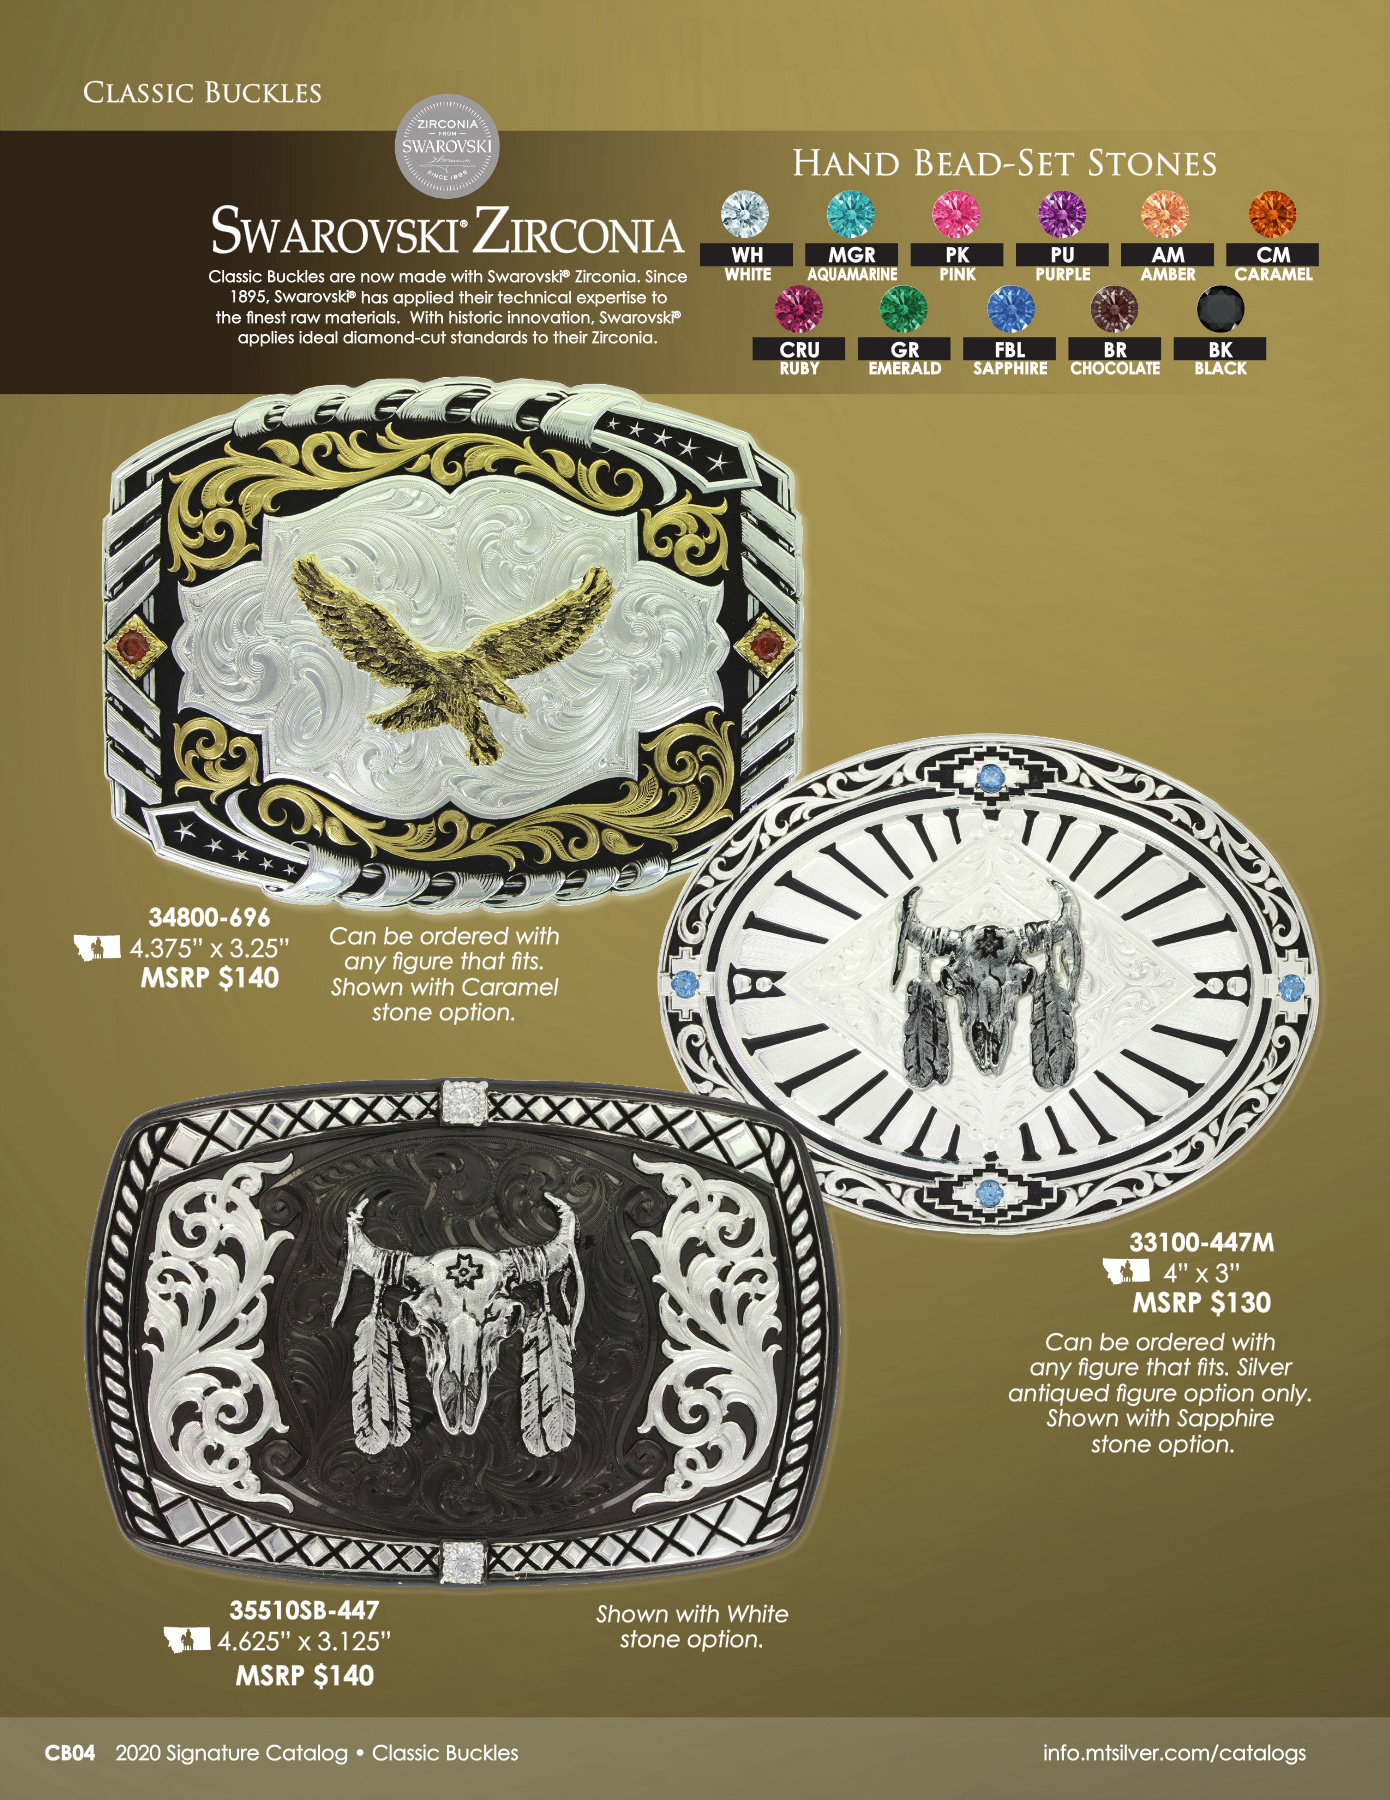 CLASSIC BUCKLES
ZIRCONIA
FROM
SWAROVSKI
SINCE 1895
SWAROVSKI® ZIRCONIA
Classic Buckles are now made with Swarovski® Zirconia. Since
1895, Swarovski® has applied their technical expertise to
the finest raw materials. With historic innovation, Swarovski®
applies ideal diamond-cut standards to their Zirconia.
HAND BEAD-SET STONES
WH MGR PK PU AM CM
WHITE AQUAMARINE PINK PURPLE AMBER CARAMEL
CRU GR FBL BR BK
RUBY EMERALD SAPPHIRE CHOCOLATE BLACK
34800-696
4.375” x 3.25”
MSRP $140
Can be ordered with
any figure that fits.
Shown with Caramel
stone option.
33100-447M
4” x 3”
MSRP $130
Can be ordered with
any figure that fits. Silver
antiqued figure option only.
Shown with Sapphire
stone option.
35510SB-447
4.625” x 3.125”
MSRP $140
Shown with White
stone option.
CB04 2020 Signature Catalog • Classic Buckles
info.mtsilver.com/catalogs